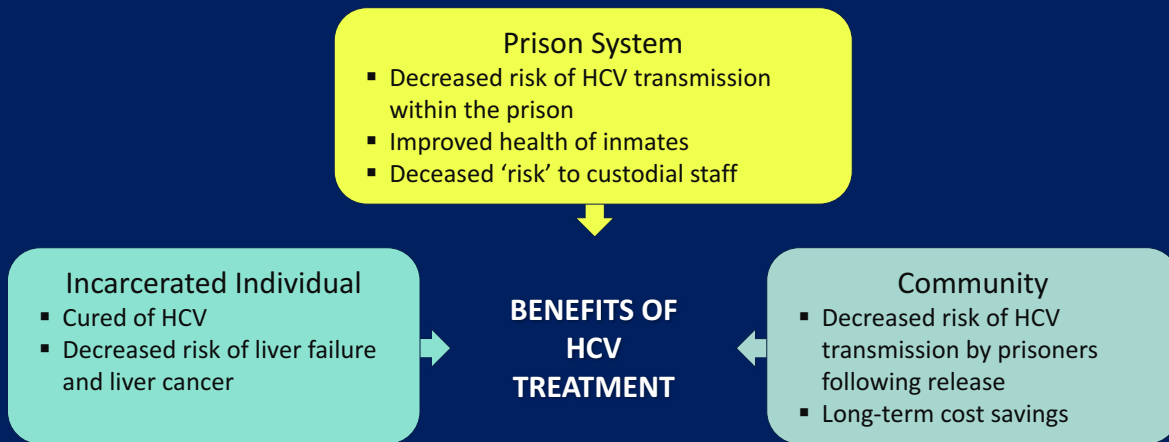 Prison System
▪ Decreased risk of HCV transmission
within the prison
▪ Improved health of inmates
▪ Deceased ‘risk’ to custodial staff
Incarcerated Individual
▪ Cured of HCV
▪ Decreased risk of liver failure
and liver cancer
BENEFITS OF
HCV
TREATMENT
Community
▪ Decreased risk of HCV
transmission by prisoners
following release
▪ Long-term cost savings